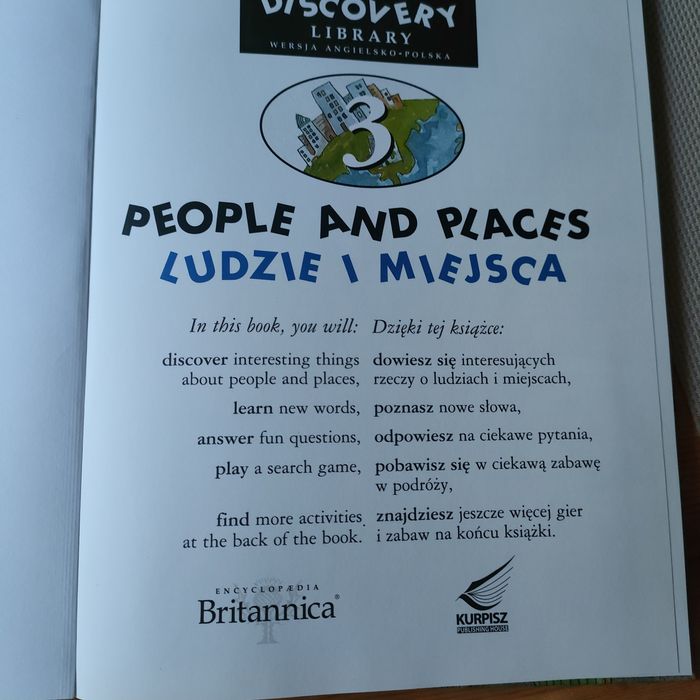 DISCOVERY
LIBRARY
WERSJA ANGIELSKO-POLSKA
3
PEOPLE AND PLACES
LUDZIE I MIEJSCA
In this book, you will:
discover interesting things
about people and places,
learn new words,
answer fun questions,
play a search game,
find more activities
at the back of the book.
Dzięki tej książce:
dowiesz się interesujących
rzeczy o ludziach i miejscach,
poznasz nowe słowa,
odpowiesz na ciekawe pytania,
pobawisz się w ciekawą zabawę
w podróży,
znajdziesz jeszcze więcej gier
i zabaw na końcu książki.
ENCYCLOPÆDIA
Britannica®
KURPISZ
PUBLISHING HOUSE